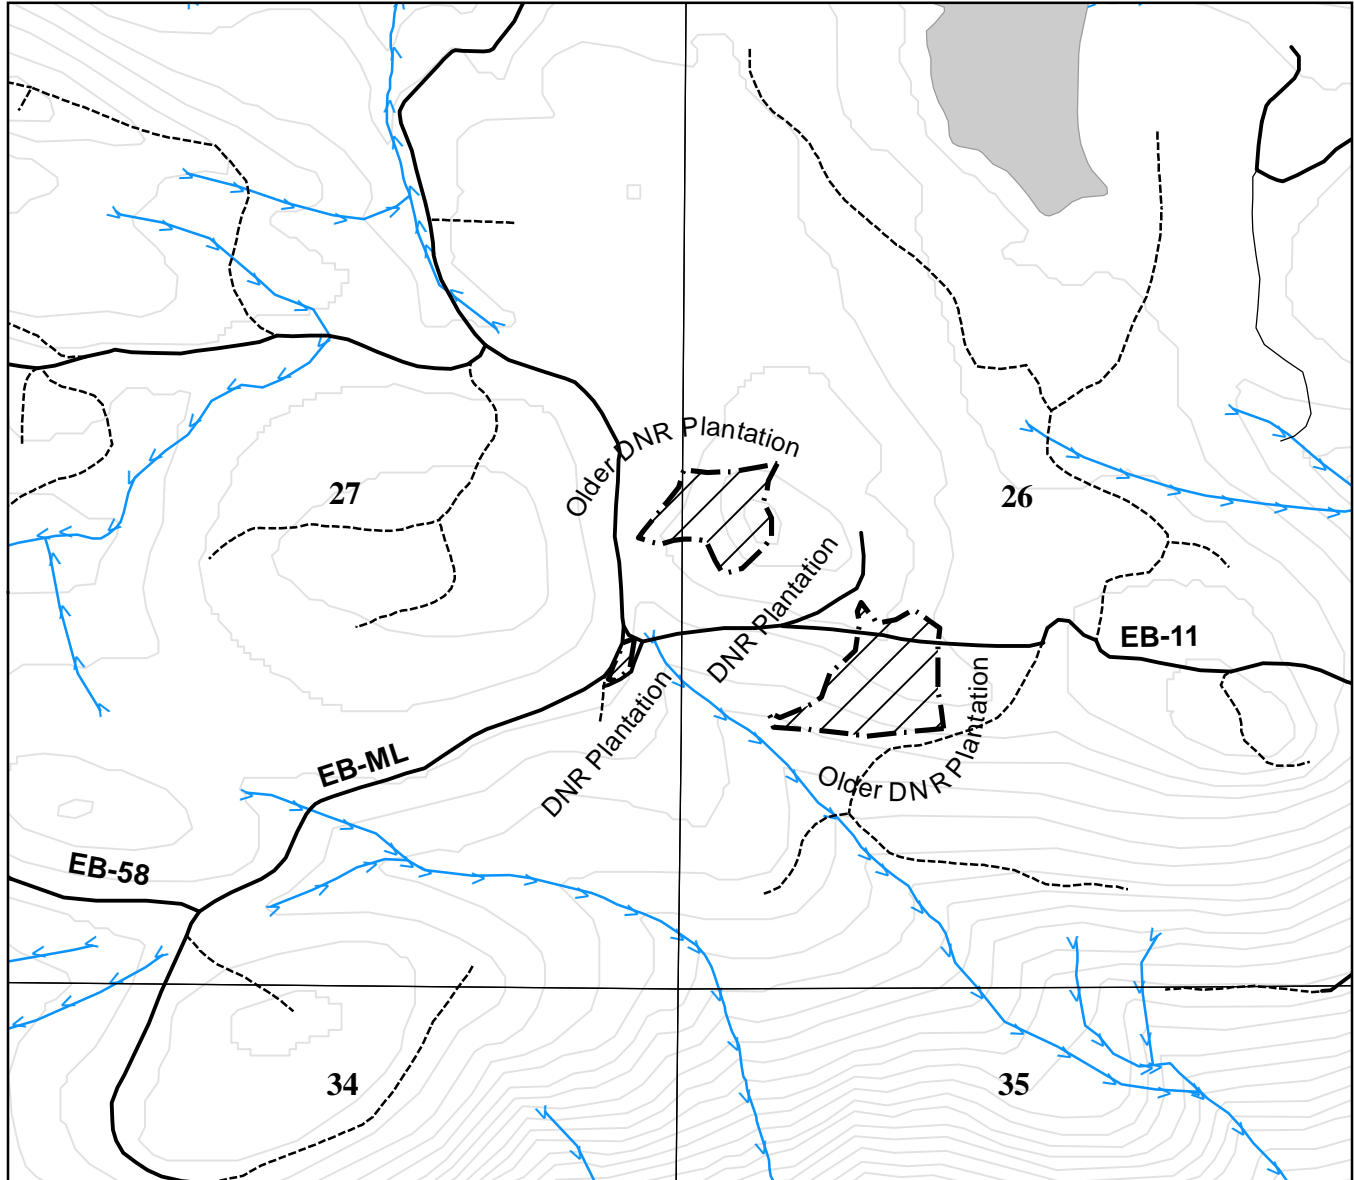 Older DNR Plantation
27
26
DNR Plantation
EB-11
DNR Plantation
EB-ML
Older DNR Plantation
EB-58
34
35